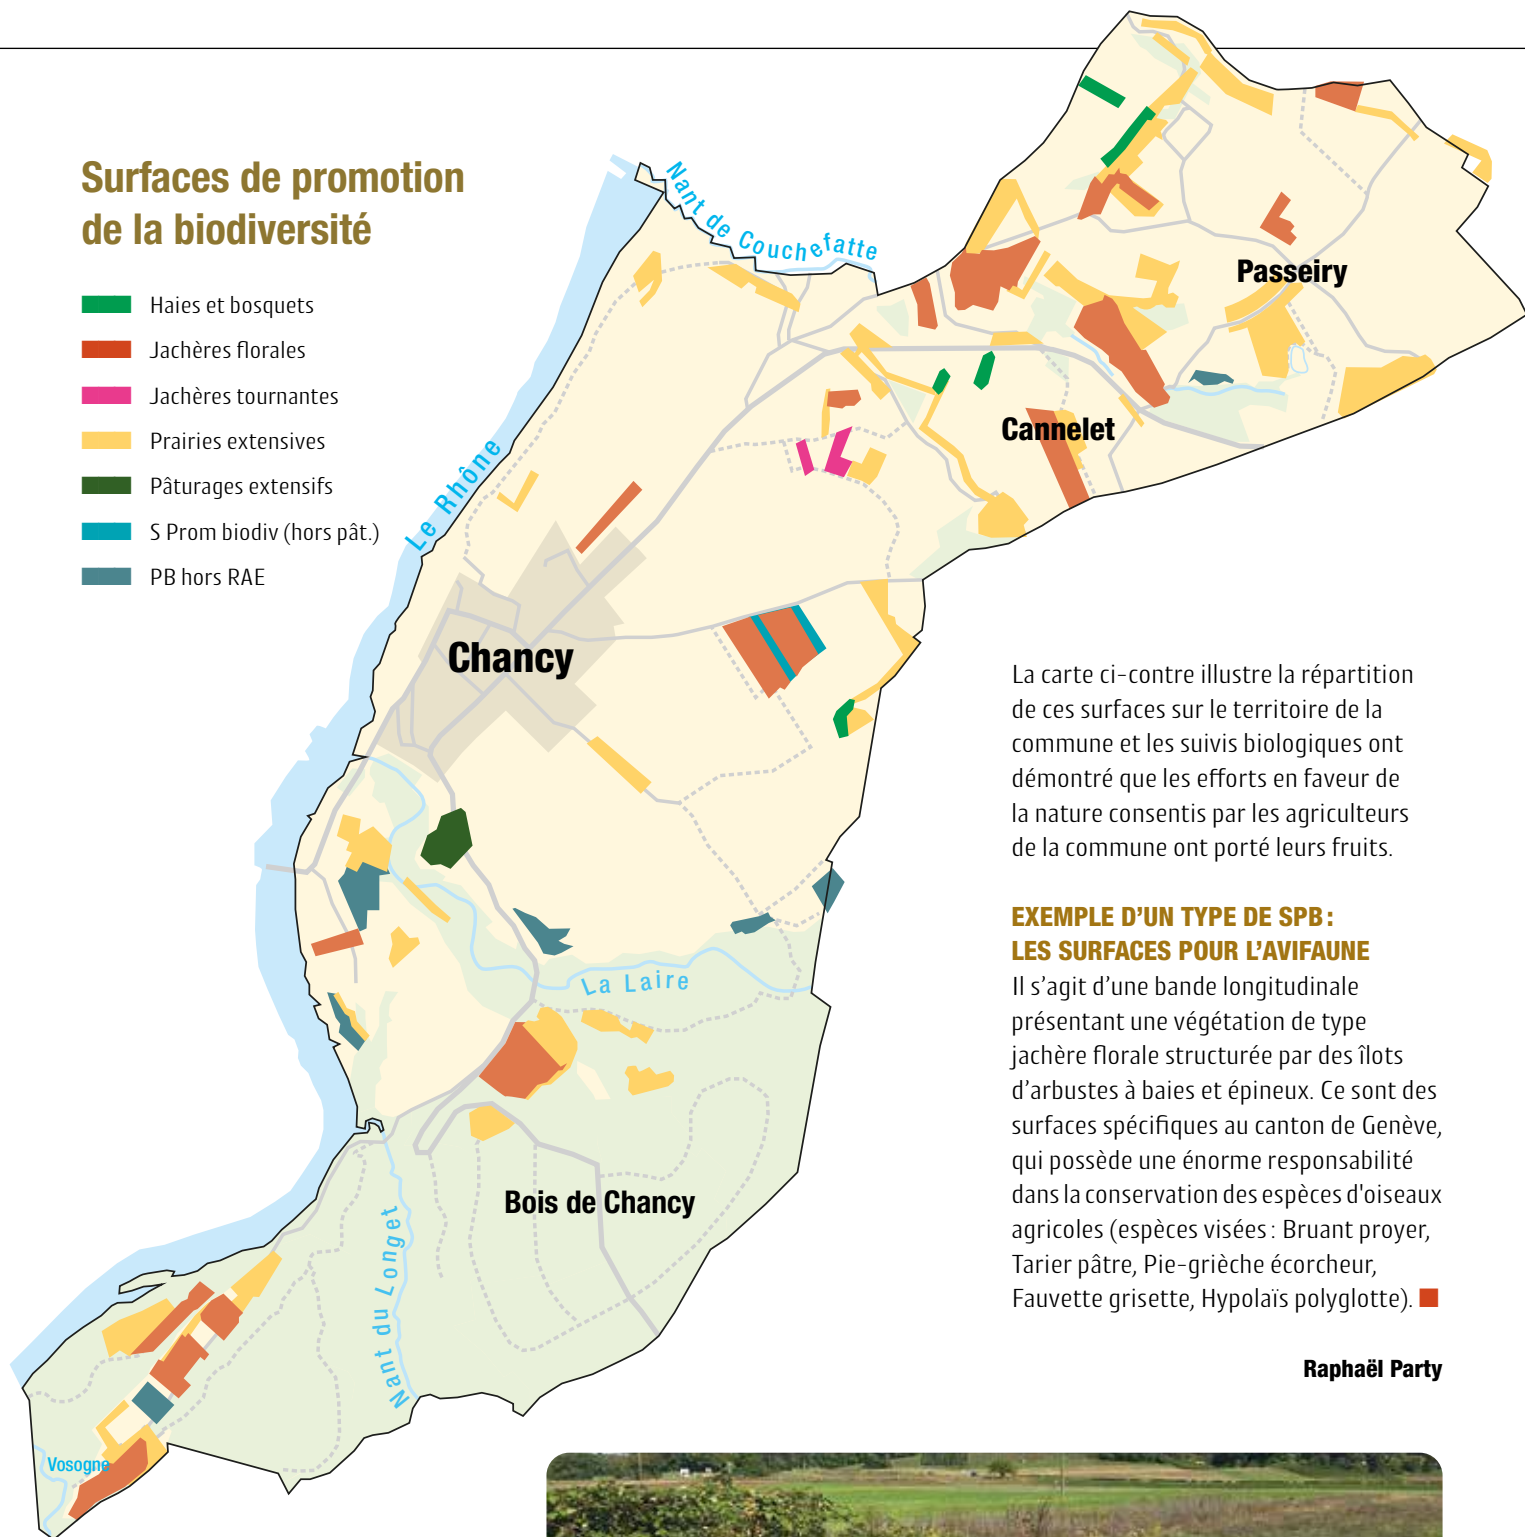 Surfaces de promotion
de la biodiversité
Haies et bosquets
Jachères florales
Jachères tournantes
Prairies extensives
Pâturages extensifs
S Prom biodiv (hors pât.)
PB hors RAE
Nant de Couchefatte
Passeiry
Cannelet
Le Rhône
Chancy
La Laire
Bois de Chancy
Nant du Longet
Vosogne
La carte ci-contre illustre la répartition
de ces surfaces sur le territoire de la
commune et les suivis biologiques ont
démontré que les efforts en faveur de
la nature consentis par les agriculteurs
de la commune ont porté leurs fruits.
EXEMPLE D’UN TYPE DE SPB :
LES SURFACES POUR L’AVIFAUNE
Il s’agit d’une bande longitudinale
présentant une végétation de type
jachère florale structurée par des îlots
d’arbustes à baies et épineux. Ce sont des
surfaces spécifiques au canton de Genève,
qui possède une énorme responsabilité
dans la conservation des espèces d'oiseaux
agricoles (espèces visées : Bruant proyer,
Tarier pâtre, Pie-grièche écorcheur,
Fauvette grisette, Hypolaïs polyglotte).
Raphaël Party